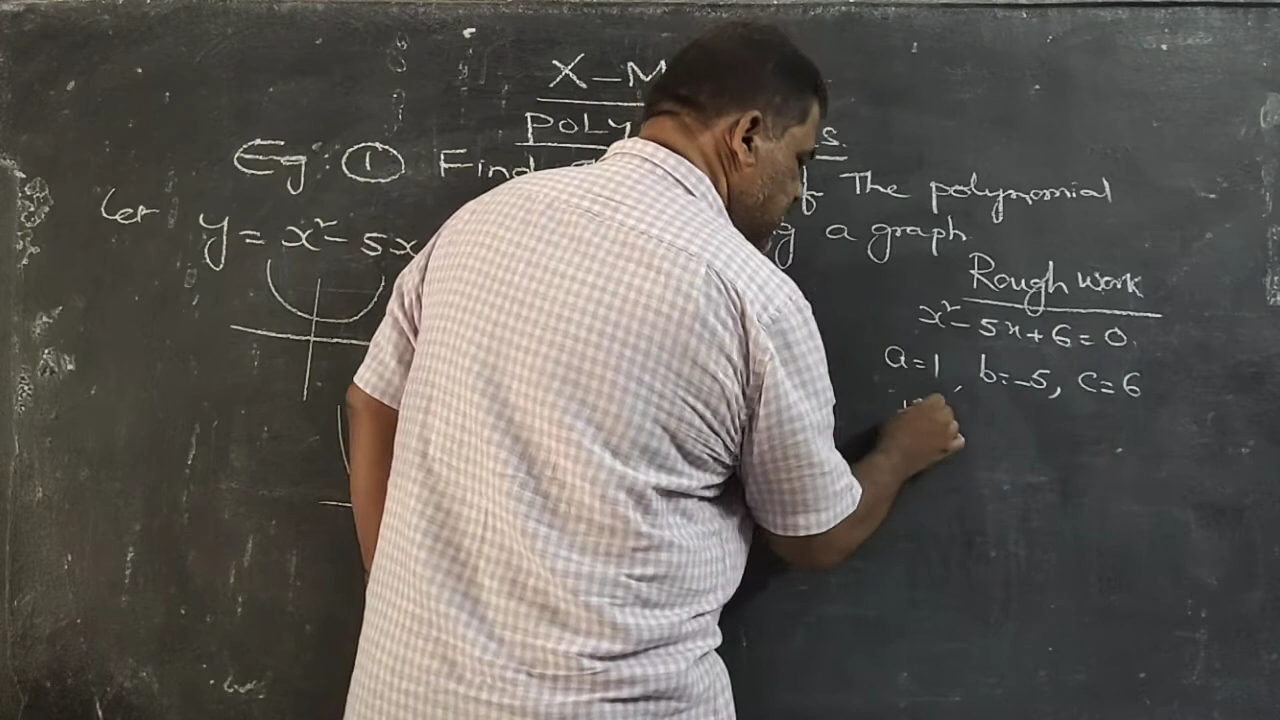 X-M
POLY S.
Eg: ① Find of The polynomial
g a graph
Let y = x² - 5x
Rough work
x² - 5x + 6 = 0.
a = 1, b = -5, c = 6